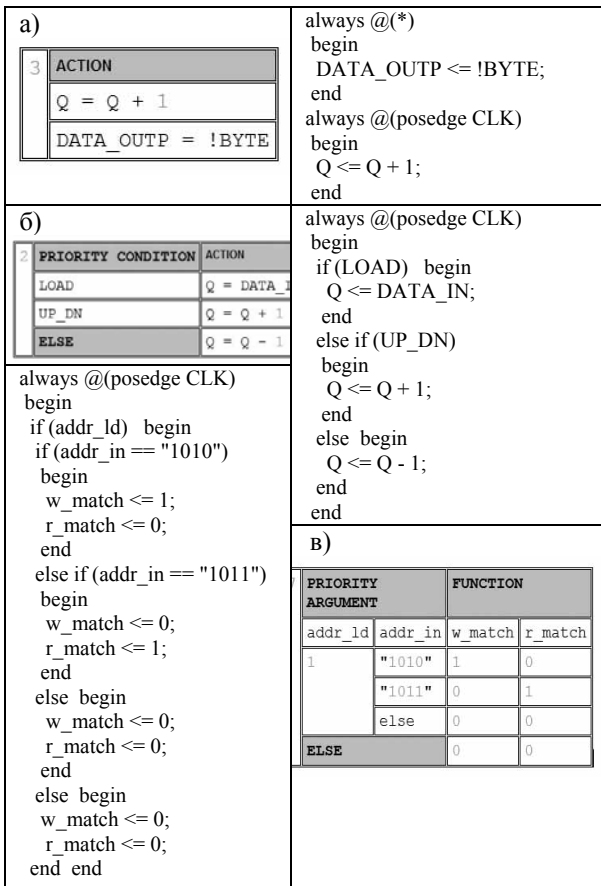 а)
3 ACTION
Q = Q + 1
DATA_OUTP = !BYTE
always @(*)
begin
DATA_OUTP <= !BYTE;
end
always @(posedge CLK)
begin
Q <= Q + 1;
end
б)
2 PRIORITY CONDITION ACTION
LOAD Q = DATA_I
UP_DN Q = Q + 1
ELSE Q = Q - 1
always @(posedge CLK)
begin
if (LOAD) begin
Q <= DATA_IN;
end
else if (UP_DN)
begin
Q <= Q + 1;
end
else begin
Q <= Q - 1;
end
end
always @(posedge CLK)
begin
if (addr_ld) begin
if (addr_in == "1010")
begin
w_match <= 1;
r_match <= 0;
end
else if (addr_in == "1011")
begin
w_match <= 0;
r_match <= 1;
end
else begin
w_match <= 0;
r_match <= 0;
end
else begin
w_match <= 0;
r_match <= 0;
end end
в)
PRIORITY ARGUMENT FUNCTION
addr_ld addr_in w_match r_match
1 "1010" 1 0
"1011" 0 1
else 0 0
ELSE 0 0